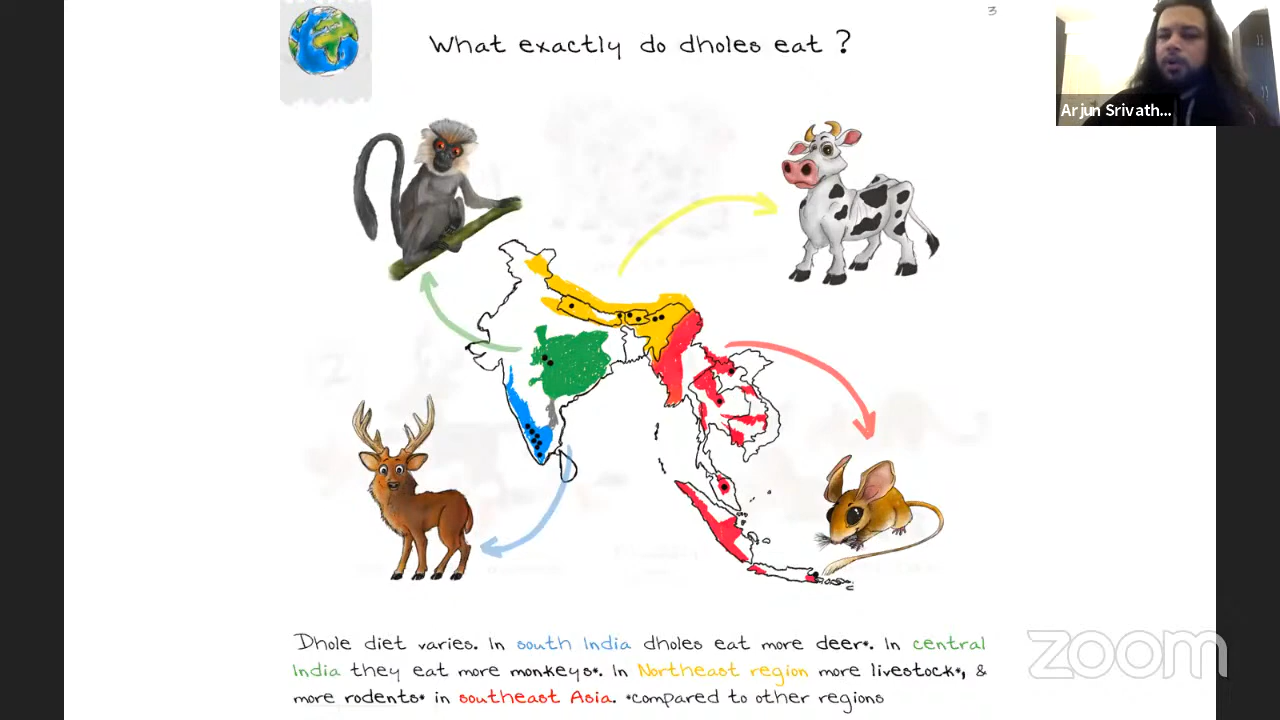 3
What exactly do dholes eat ?
Arjun Srivath...
Dhole diet varies. In south India dholes eat more deer*. In central
India they eat more monkeys*. In Northeast region more livestock*, &
more rodents* in southeast Asia. *compared to other regions
zoom